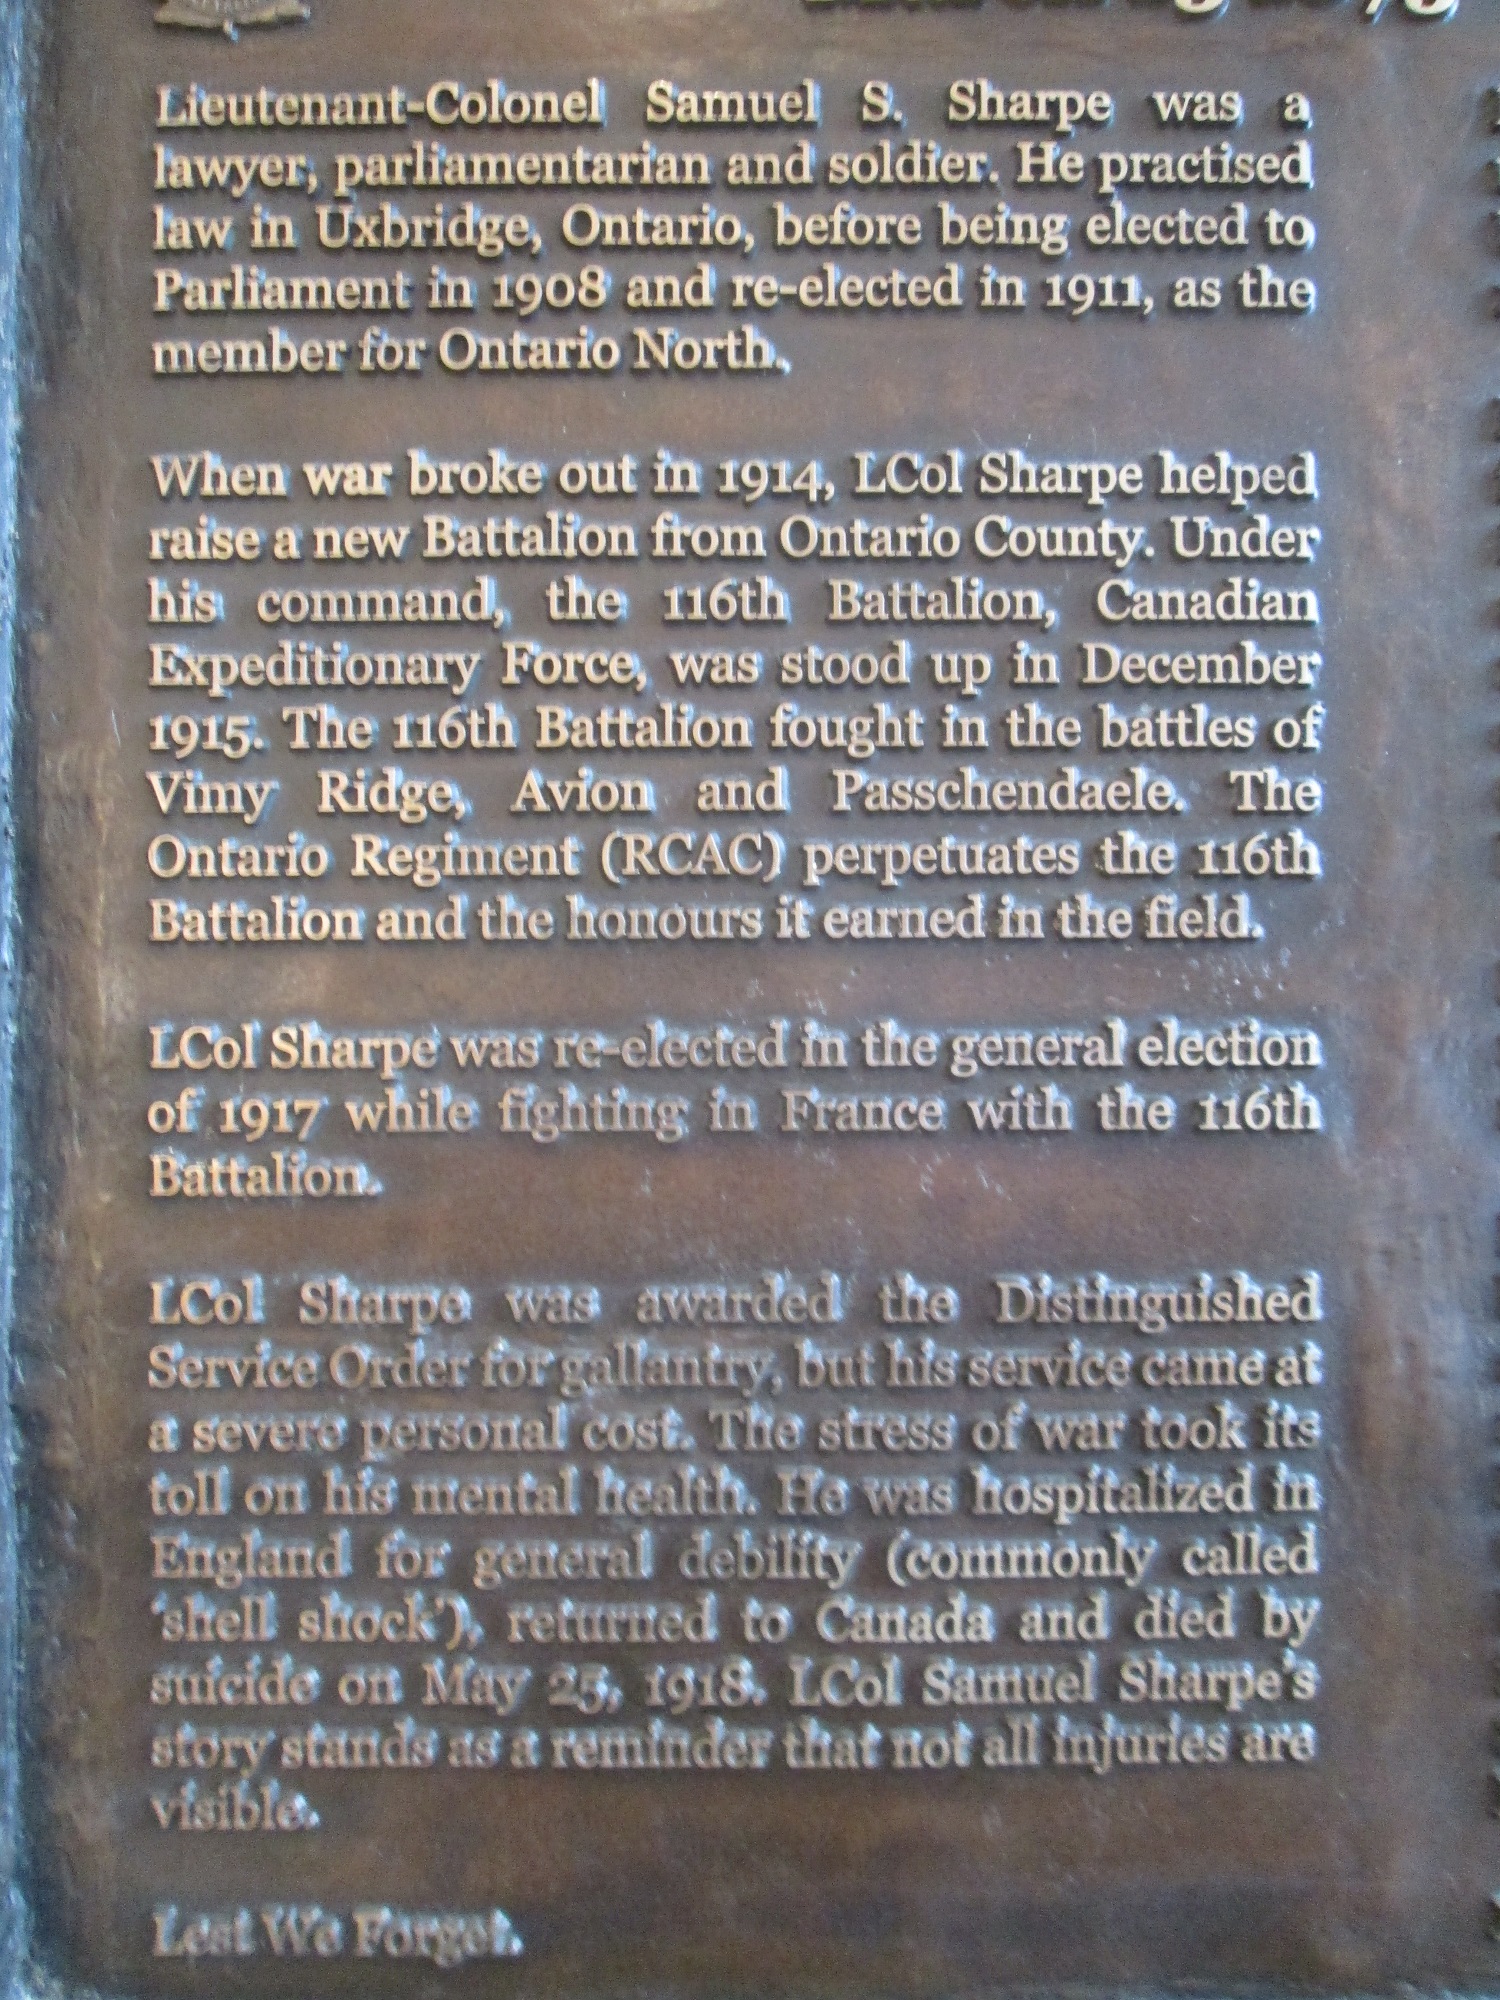 Lieutenant-Colonel Samuel S. Sharpe was a
lawyer, parliamentarian and soldier. He practised
law in Uxbridge, Ontario, before being elected to
Parliament in 1908 and re-elected in 1911, as the
member for Ontario North.
When war broke out in 1914, LCol Sharpe helped
raise a new Battalion from Ontario County. Under
his command, the 116th Battalion, Canadian
Expeditionary Force, was stood up in December
1915. The 116th Battalion fought in the battles of
Vimy Ridge, Avion and Passchendaele. The
Ontario Regiment (RCAC) perpetuates the 116th
Battalion and the honours it earned in the field.
LCol Sharpe was re-elected in the general election
of 1917 while fighting in France with the 116th
Battalion.
LCol Sharpe was awarded the Distinguished
Service Order for gallantry, but his service came at
a severe personal cost. The stress of war took its
toll on his mental health. He was hospitalized in
England for general debility (commonly called
'shell shock'), returned to Canada and died by
suicide on May 25, 1918. LCol Samuel Sharpe's
story stands as a reminder that not all injuries are
visible.
Lest We Forget.